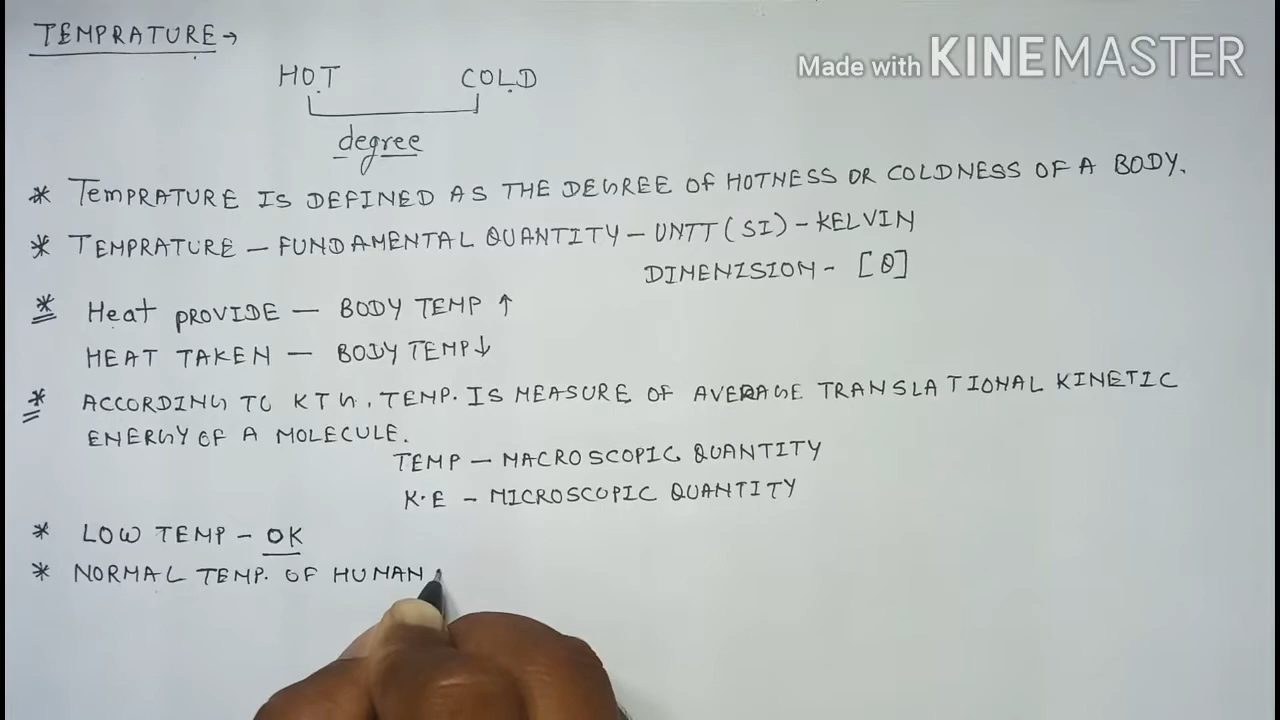 TEMPRATURE →
Made with KINEMASTER
HOT COLD
degree
* TEMPRATURE IS DEFINED AS THE DEGREE OF HOTNESS OR COLDNESS OF A BODY.
* TEMPRATURE – FUNDAMENTAL QUANTITY – UNIT (SI) – KELVIN
DIMENISION – [θ]
* Heat PROVIDE – BODY TEMP ↑
HEAT TAKEN – BODY TEMP ↓
* ACCORDING TO KTG, TEMP. IS MEASURE OF AVERAGE TRANSLATIONAL KINETIC
ENERGY OF A MOLECULE.
TEMP – MACROSCOPIC QUANTITY
K.E – MICROSCOPIC QUANTITY
* LOW TEMP – 0K
* NORMAL TEMP. OF HUMAN